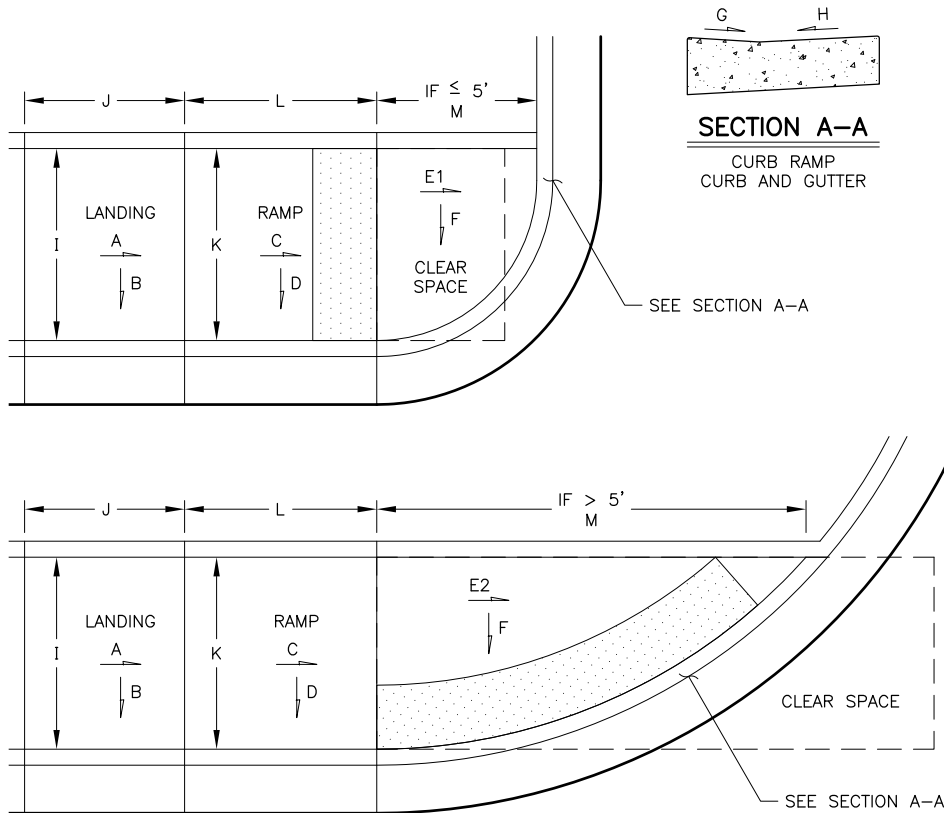 G
H
SECTION A-A
CURB RAMP
CURB AND GUTTER
J
L
IF ≤ 5'
M
I
LANDING
A
B
K
RAMP
C
D
E1
F
CLEAR
SPACE
SEE SECTION A-A
J
L
IF > 5'
M
I
LANDING
A
B
K
RAMP
C
D
E2
F
CLEAR SPACE
SEE SECTION A-A